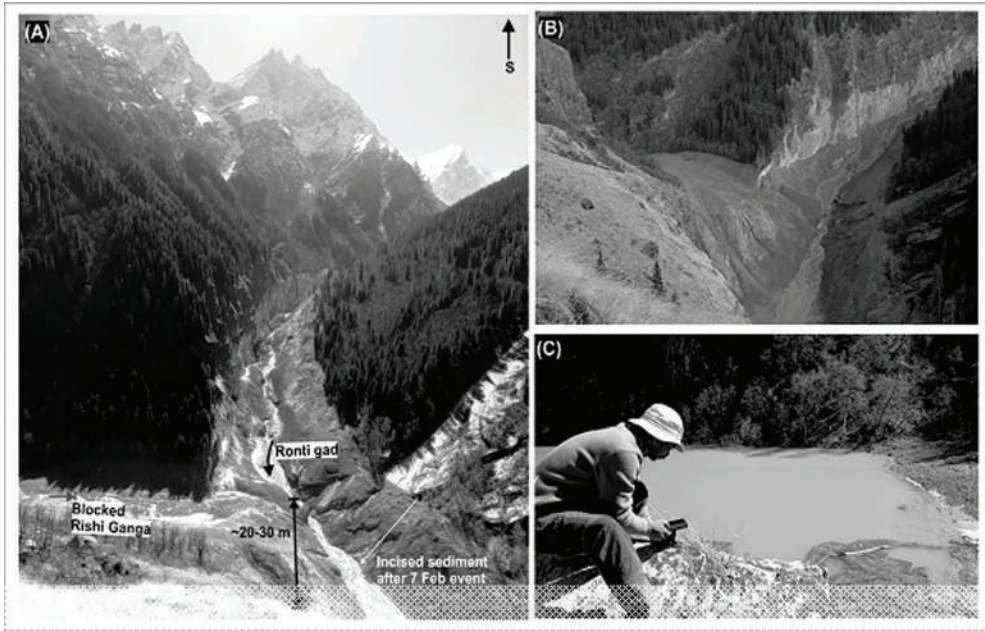 (A)
S
Ronti gad
Blocked
Rishi Ganga
~20-30 m
Incised sediment
after 7 Feb event
(B)
(C)